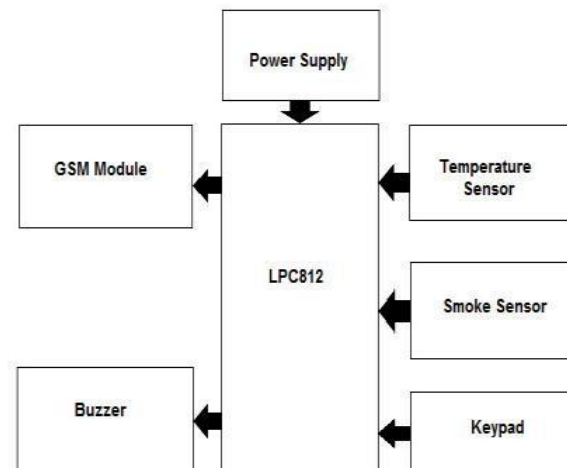 Power Supply
GSM Module
Temperature
Sensor
LPC812
Smoke Sensor
Buzzer
Keypad